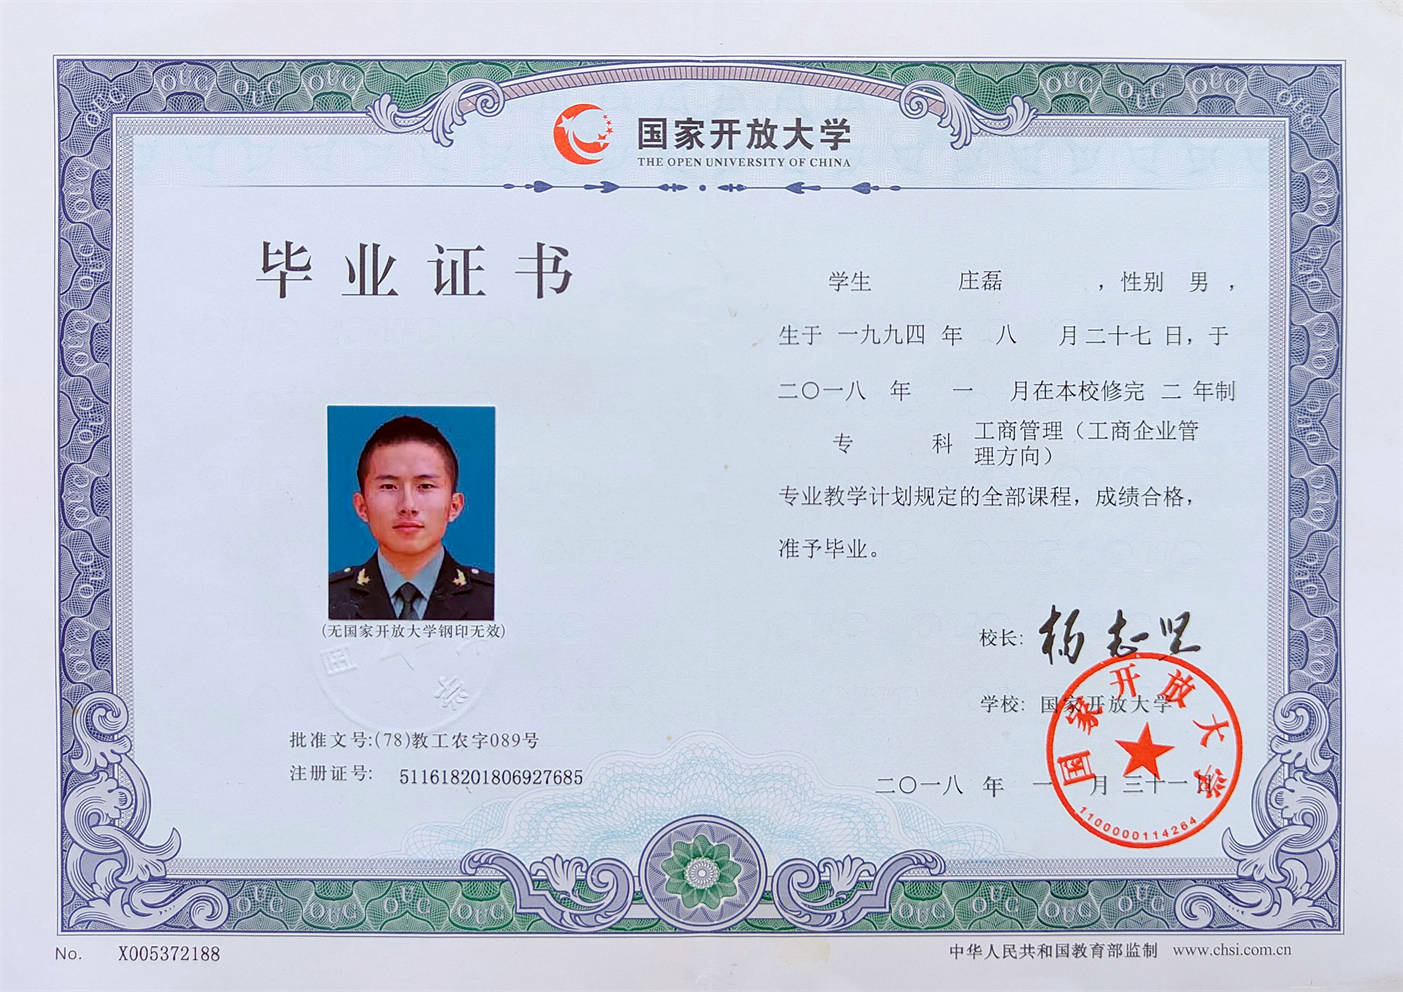 国家开放大学
THE OPEN UNIVERSITY OF CHINA
毕业证书
(无国家开放大学钢印无效)
批准文号:(78)教工农字089号
注册证号: 511618201806927685
学生 庄磊 ，性别 男 ，
生于 一九九四 年 八 月 二十七 日，于
二〇一八 年 一 月在本校修完 二 年制
专 科 工商管理（工商企业管
理方向）
专业教学计划规定的全部课程，成绩合格，
准予毕业。
校长: 杨志坚
学校: 国家开放大学
二〇一八 年 一 月 三十一日
国家开放大学
1100000114264
No. X005372188
中华人民共和国教育部监制 www.chsi.com.cn